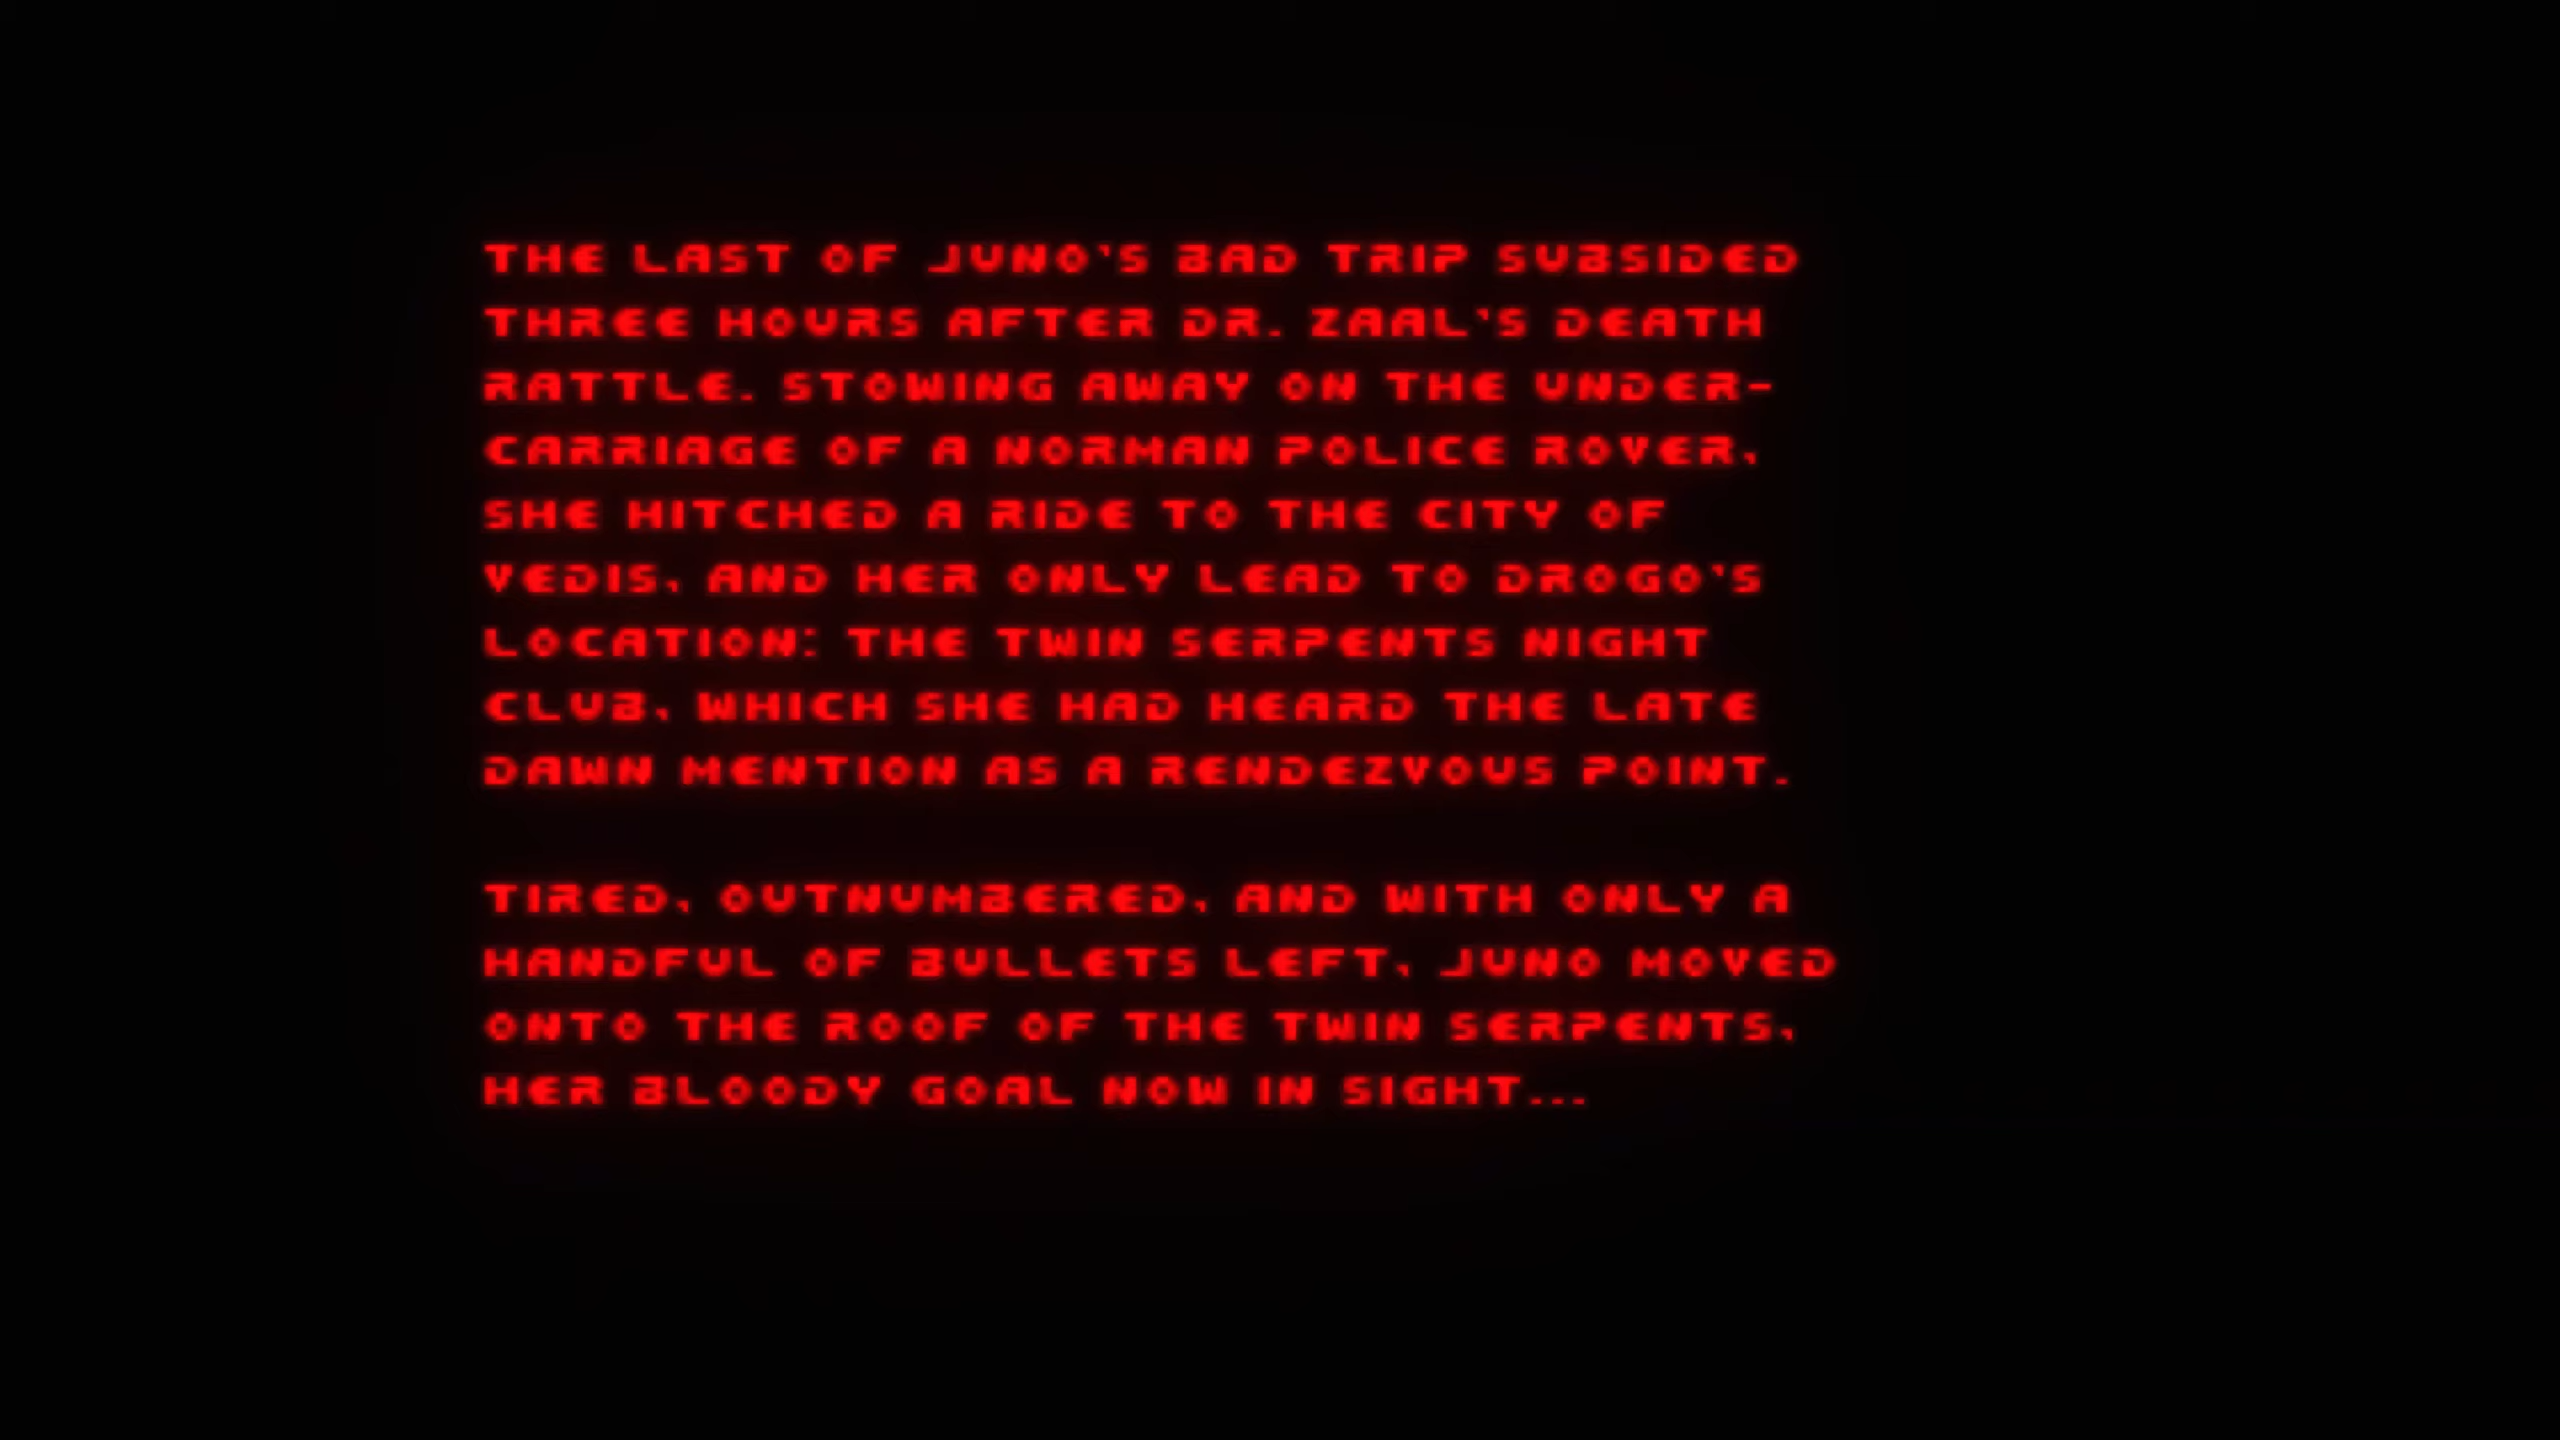 THE LAST OF JUNO'S BAD TRIP SUBSIDED
THREE HOURS AFTER DR. ZAAL'S DEATH
RATTLE. STOWING AWAY ON THE UNDER-
CARRIAGE OF A NORMAN POLICE ROVER,
SHE HITCHED A RIDE TO THE CITY OF
VEDIS, AND HER ONLY LEAD TO DROGO'S
LOCATION: THE TWIN SERPENTS NIGHT
CLUB, WHICH SHE HAD HEARD THE LATE
DAWN MENTION AS A RENDEZVOUS POINT.

TIRED, OUTNUMBERED, AND WITH ONLY A
HANDFUL OF BULLETS LEFT, JUNO MOVED
ONTO THE ROOF OF THE TWIN SERPENTS,
HER BLOODY GOAL NOW IN SIGHT...